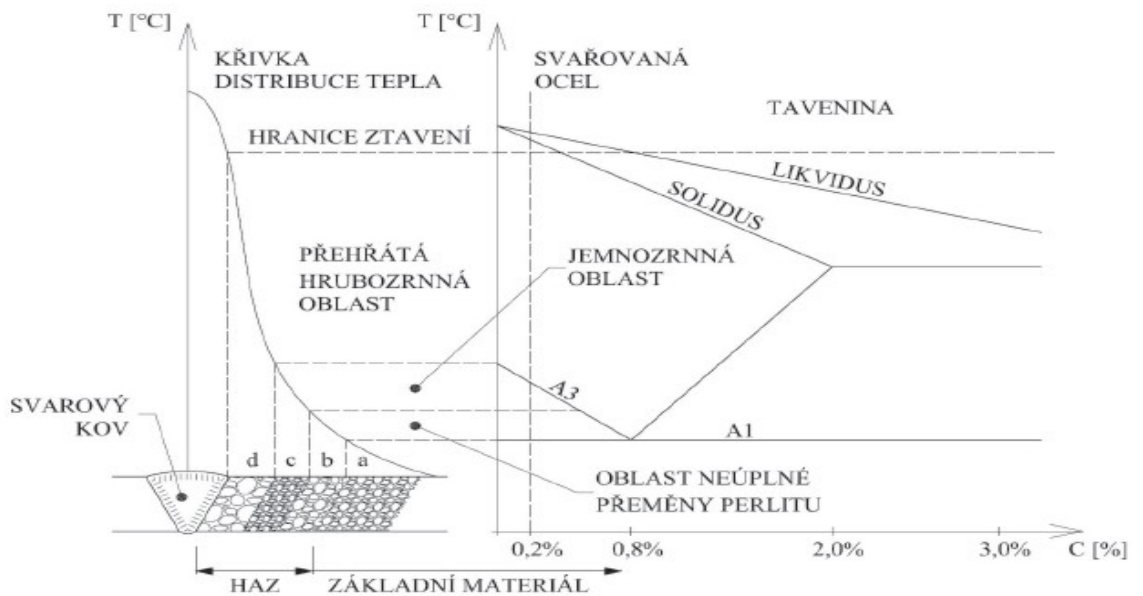 T [°C]
KŘIVKA
DISTRIBUCE TEPLA
HRANICE ZTAVENÍ
PŘEHŘÁTÁ
HRUBOZRNNÁ
OBLAST
SVAROVÝ
KOV
d c b a
HAZ
ZÁKLADNÍ MATERIÁL
T [°C]
SVAŘOVANÁ
OCEL
TAVENINA
LIKVIDUS
SOLIDUS
JEMNOZRNNÁ
OBLAST
A3
A1
OBLAST NEÚPLNÉ
PŘEMĚNY PERLITU
0,2% 0,8% 2,0% 3,0% C [%]